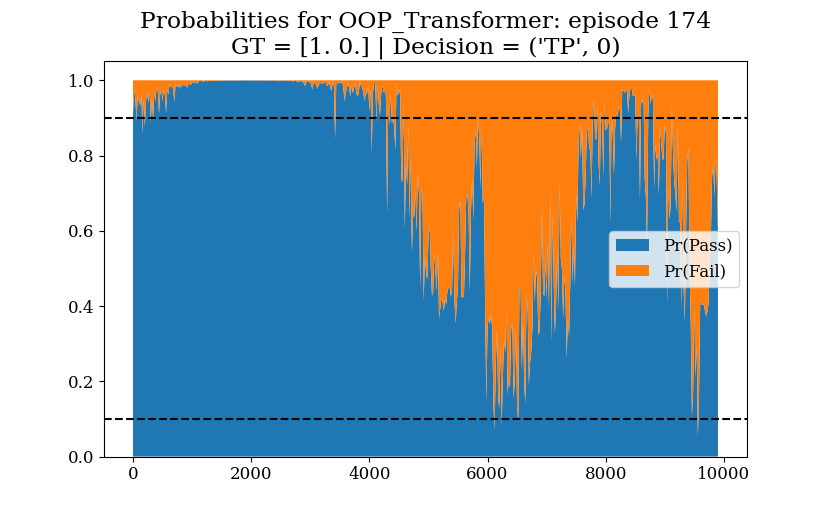 Probabilities for OOP_Transformer: episode 174
GT = [1. 0.] | Decision = ('TP', 0)
1.0
0.8
0.6
0.4
0.2
0.0
Pr(Pass)
Pr(Fail)
0 2000 4000 6000 8000 10000